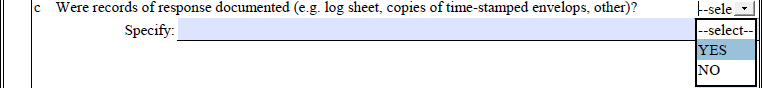 c Were records of response documented (e.g. log sheet, copies of time-stamped envelops, other)? --sele
Specify: --select--
YES
NO